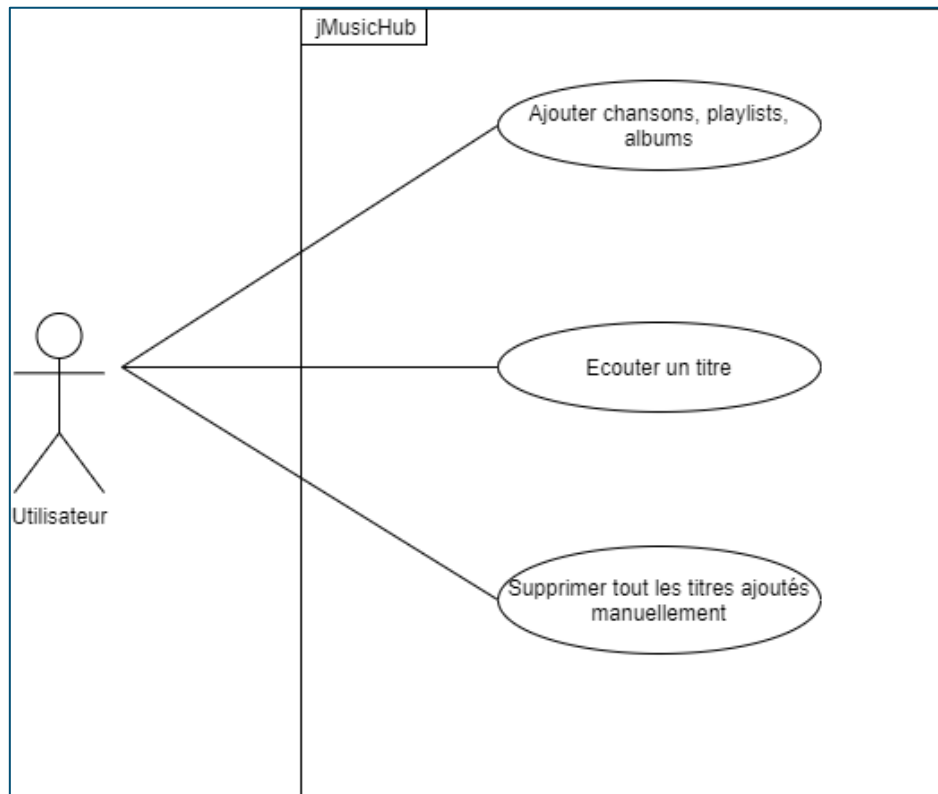 jMusicHub
Ajouter chansons, playlists,
albums
Ecouter un titre
Utilisateur
Supprimer tout les titres ajoutés
manuellement